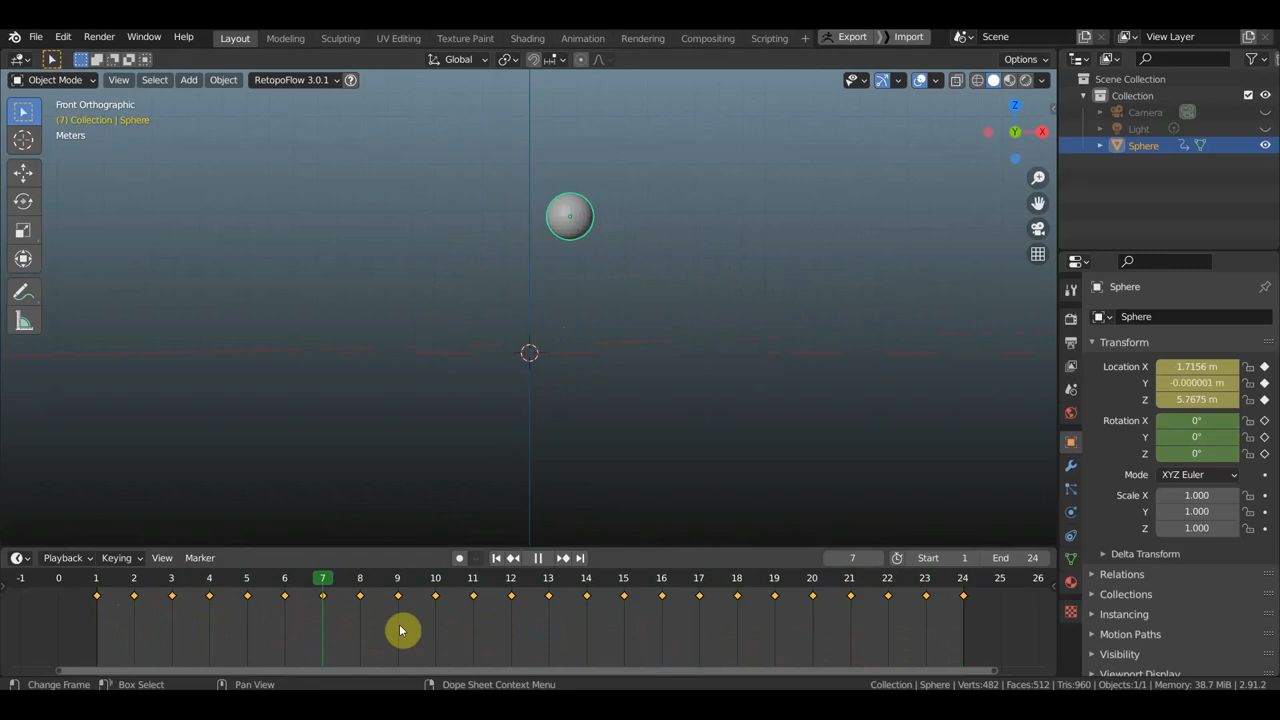 File Edit Render Window Help Layout Modeling Sculpting UV Editing Texture Paint Shading Animation Rendering Compositing Scripting + Export Import Scene View Layer
Global Options
Object Mode View Select Add Object RetopoFlow 3.0.1 ?
Front Orthographic
(7) Collection | Sphere
Meters
Z
Y
X
Scene Collection
Collection
Camera
Light
Sphere
Sphere
Sphere
Transform
Location X 1.7156 m
Y -0.000001 m
Z 5.7675 m
Rotation X 0°
Y 0°
Z 0°
Mode XYZ Euler
Scale X 1.000
Y 1.000
Z 1.000
Delta Transform
Relations
Collections
Instancing
Motion Paths
Visibility
Viewport Display
Playback Keying View Marker 7 Start 1 End 24
-1 0 1 2 3 4 5 6 7 8 9 10 11 12 13 14 15 16 17 18 19 20 21 22 23 24 25 26
Change Frame Box Select Pan View Dope Sheet Context Menu Collection | Sphere | Verts:482 | Faces:512 | Tris:960 | Objects:1/1 | Memory: 38.7 MiB | 2.91.2